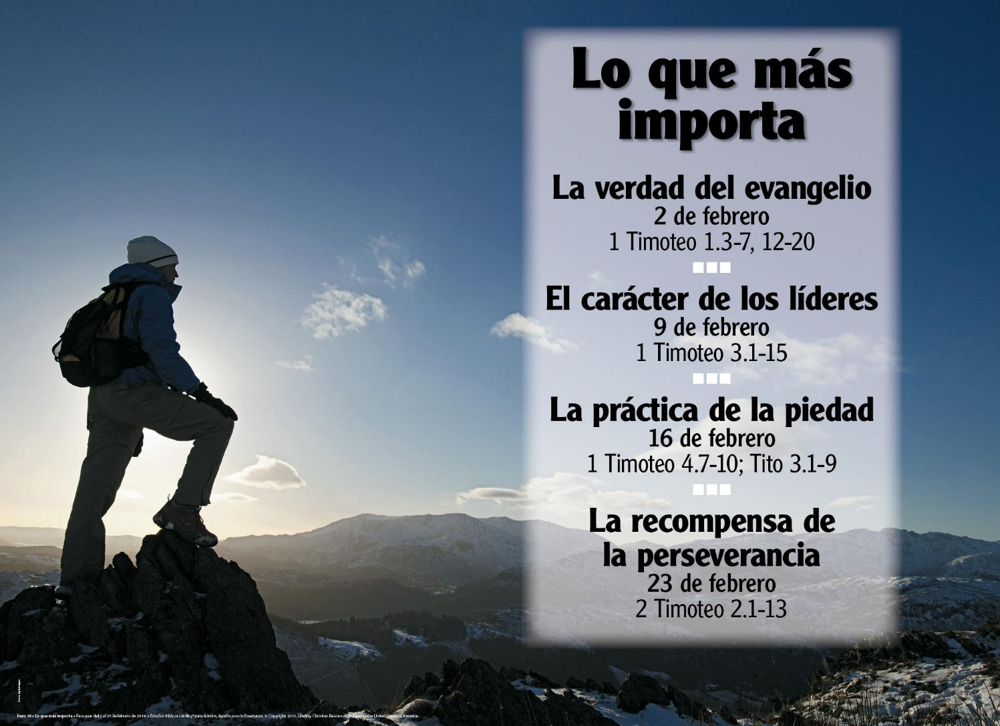 Lo que más
importa
La verdad del evangelio
2 de febrero
1 Timoteo 1.3-7, 12-20
El carácter de los líderes
9 de febrero
1 Timoteo 3.1-15
La práctica de la piedad
16 de febrero
1 Timoteo 4.7-10; Tito 3.1-9
La recompensa de
la perseverancia
23 de febrero
2 Timoteo 2.1-13
Ítem 19 • Lo que más importa • Para usar del 2 al 23 de febrero de 2014. • Estudios Bíblicos LifeWay® para Adultos, Ayudas para la Enseñanza. © Copyright 2013, LifeWay Christian Resources. Printed in the United States of America.